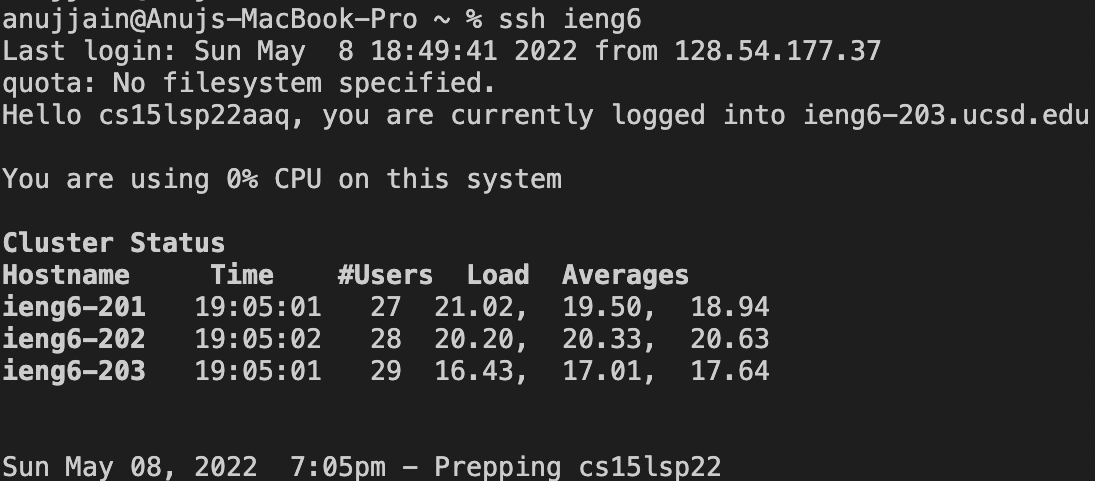 anujjain@Anujs-MacBook-Pro ~ % ssh ieng6
Last login: Sun May  8 18:49:41 2022 from 128.54.177.37
quota: No filesystem specified.
Hello cs15lsp22aaq, you are currently logged into ieng6-203.ucsd.edu
You are using 0% CPU on this system
Cluster Status
Hostname     Time    #Users  Load  Averages
ieng6-201   19:05:01   27  21.02,  19.50,  18.94
ieng6-202   19:05:02   28  20.20,  20.33,  20.63
ieng6-203   19:05:01   29  16.43,  17.01,  17.64
Sun May 08, 2022  7:05pm - Prepping cs15lsp22